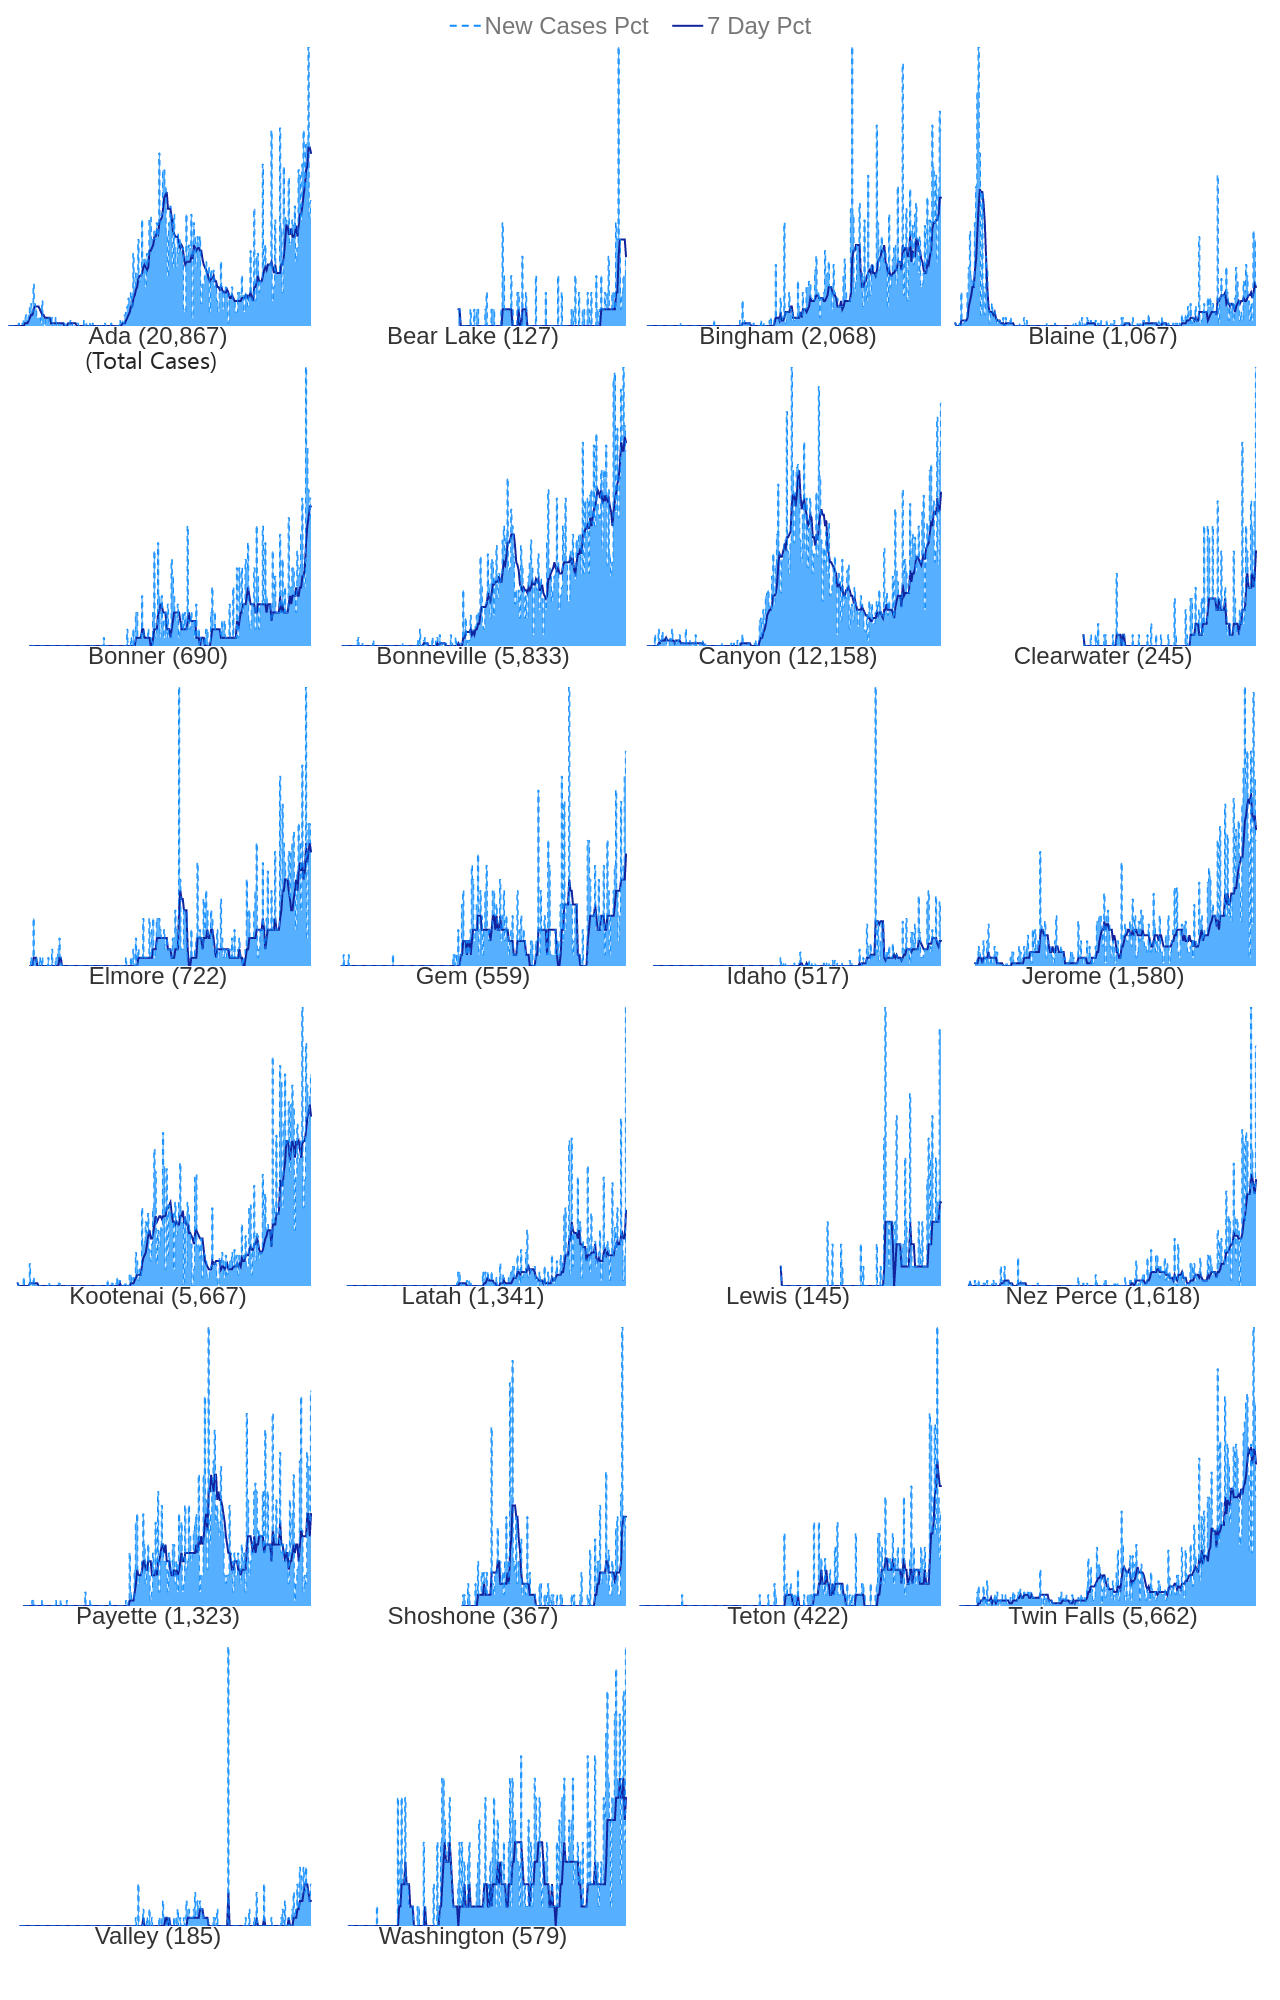 New Cases Pct 7 Day Pct
Ada (20,867) Bear Lake (127) Bingham (2,068) Blaine (1,067)
(Total Cases)
Bonner (690) Bonneville (5,833) Canyon (12,158) Clearwater (245)
Elmore (722) Gem (559) Idaho (517) Jerome (1,580)
Kootenai (5,667) Latah (1,341) Lewis (145) Nez Perce (1,618)
Payette (1,323) Shoshone (367) Teton (422) Twin Falls (5,662)
Valley (185) Washington (579)